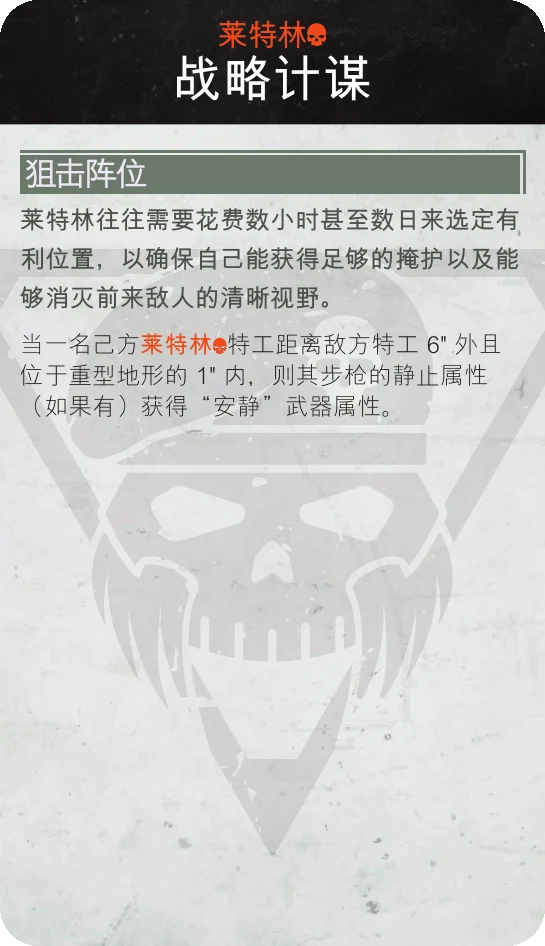 莱特林
战略计谋
狙击阵位
莱特林往往需要花费数小时甚至数日来选定有
利位置，以确保自己能获得足够的掩护以及能
够消灭前来敌人的清晰视野。
当一名己方莱特林特工距离敌方特工 6" 外且
位于重型地形的 1" 内，则其步枪的静止属性
（如果有）获得“安静”武器属性。